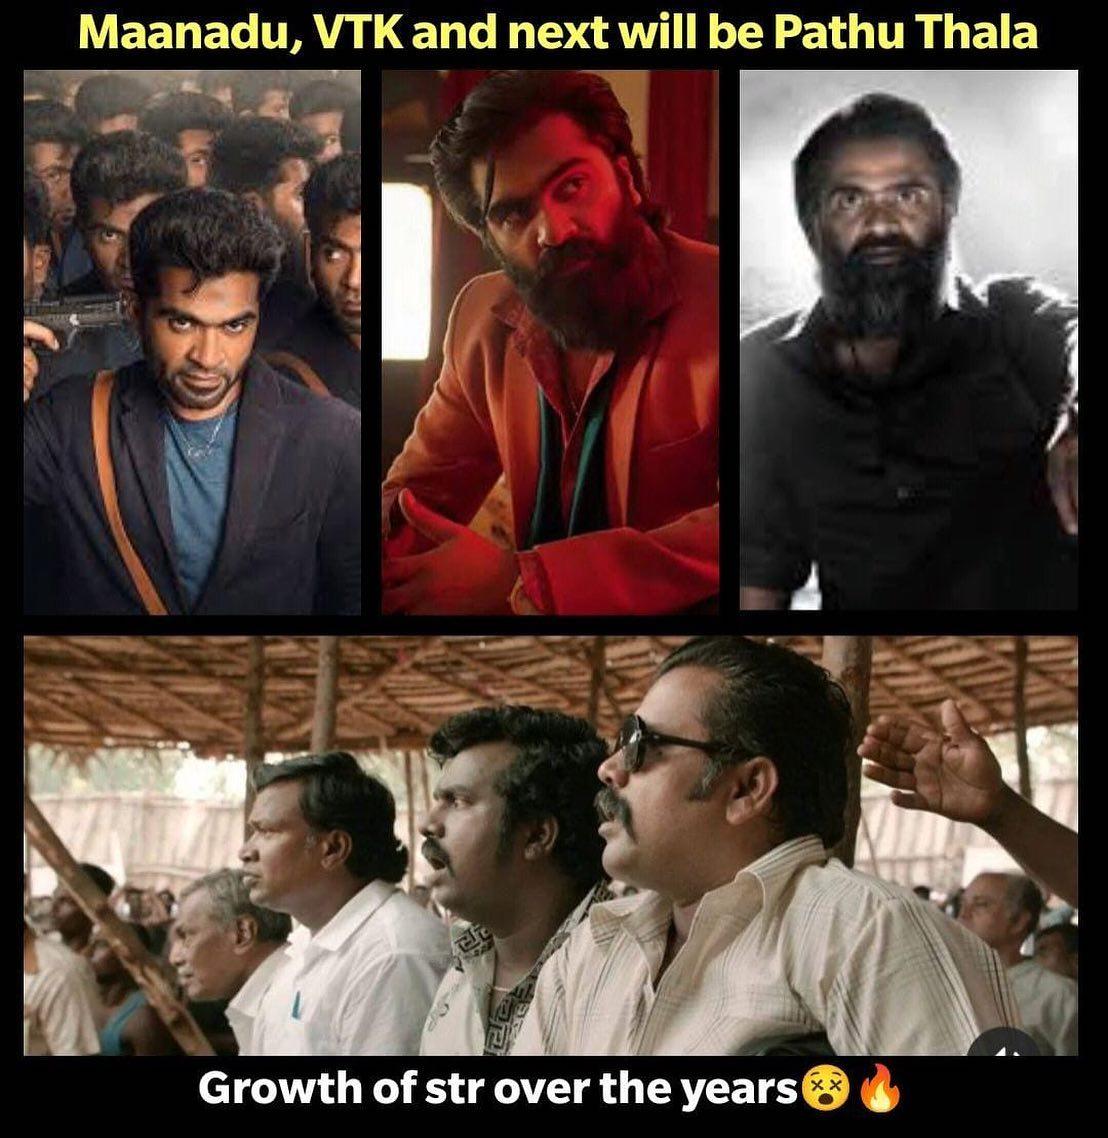 Maanadu, VTK and next will be Pathu Thala
Growth of str over the years😵🔥